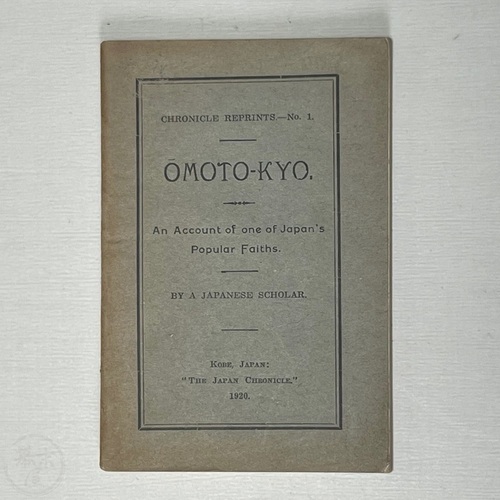 CHRONICLE REPRINTS.—No. 1.
ŌMOTO-KYO.
An Account of one of Japan's
Popular Faiths.
BY A JAPANESE SCHOLAR.
KOBE, JAPAN:
"THE JAPAN CHRONICLE."
1920.